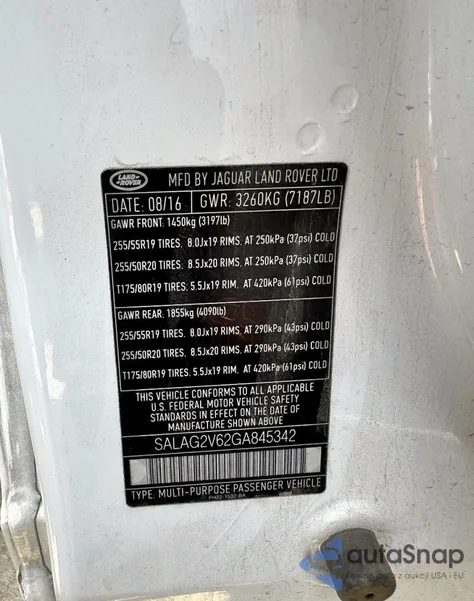 LAND ROVER
MFD BY JAGUAR LAND ROVER LTD
DATE: 08/16 GWR: 3260KG (7187LB)
GAWR FRONT: 1450kg (3197lb)
255/55R19 TIRES, 8.0Jx19 RIMS, AT 250kPa (37psi) COLD
255/50R20 TIRES, 8.5Jx20 RIMS, AT 250kPa (37psi) COLD
T175/80R19 TIRES: 5.5Jx19 RIM, AT 420kPa (61psi) COLD
GAWR REAR: 1855kg (4090lb)
255/55R19 TIRES, 8.0Jx19 RIMS, AT 290kPa (43psi) COLD
255/50R20 TIRES, 8.5Jx20 RIMS, AT 290kPa (43psi) COLD
T175/80R19 TIRES: 5.5Jx19 RIM, AT 420kPa (61psi) COLD
THIS VEHICLE CONFORMS TO ALL APPLICABLE
U.S. FEDERAL MOTOR VEHICLE SAFETY
STANDARDS IN EFFECT ON THE DATE OF
MANUFACTURE SHOWN ABOVE.
SALAG2V62GA845342
TYPE: MULTI-PURPOSE PASSENGER VEHICLE
autaSnap
z aukcji USA - EU